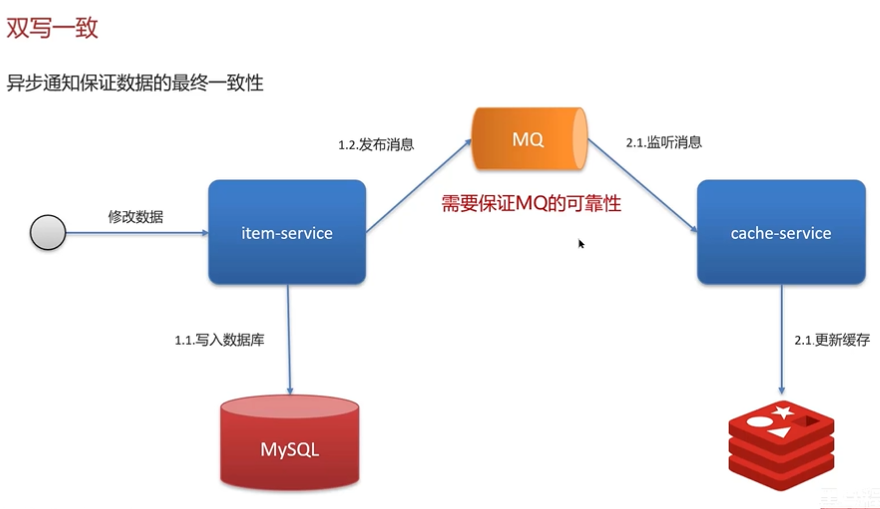 双写一致
异步通知保证数据的最终一致性
MQ
1.2.发布消息
2.1.监听消息
需要保证MQ的可靠性
修改数据
item-service
cache-service
1.1.写入数据库
2.1.更新缓存
MySQL